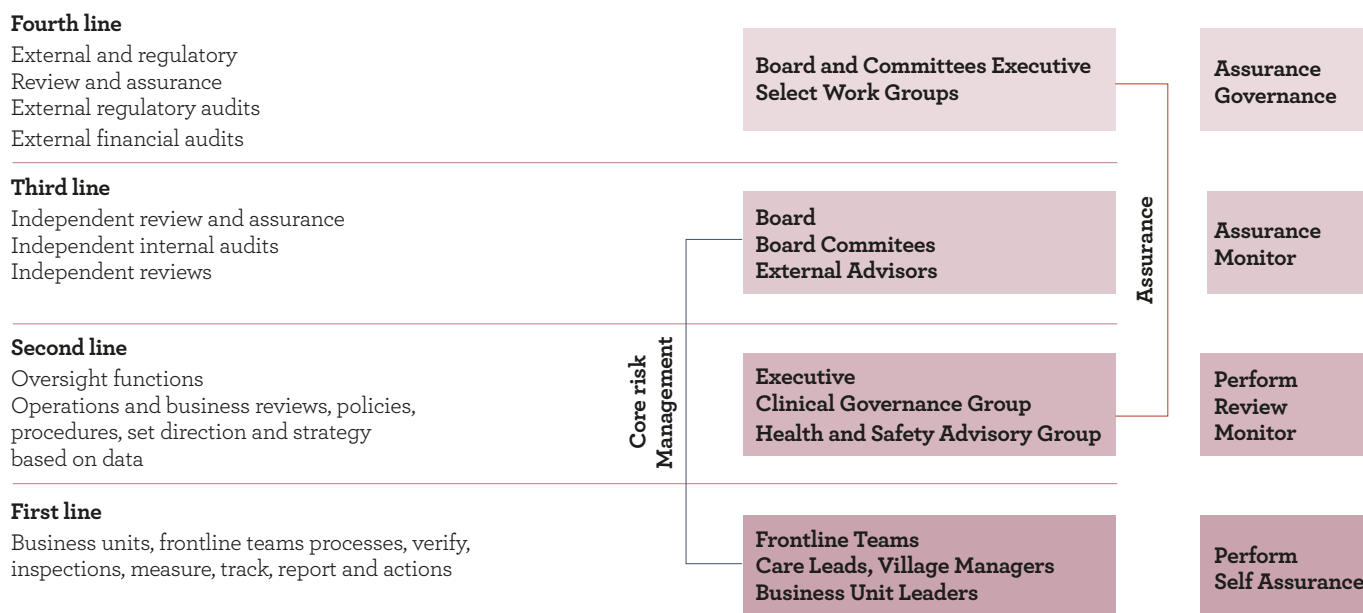 Fourth line
External and regulatory
Review and assurance
External regulatory audits
External financial audits
Board and Committees Executive
Select Work Groups
Assurance
Governance
Third line
Independent review and assurance
Independent internal audits
Independent reviews
Board
Board Commitees
External Advisors
Assurance
Assurance
Monitor
Second line
Oversight functions
Operations and business reviews, policies,
procedures, set direction and strategy
based on data
Core risk
Management
Executive
Clinical Governance Group
Health and Safety Advisory Group
Perform
Review
Monitor
First line
Business units, frontline teams processes, verify,
inspections, measure, track, report and actions
Frontline Teams
Care Leads, Village Managers
Business Unit Leaders
Perform
Self Assurance